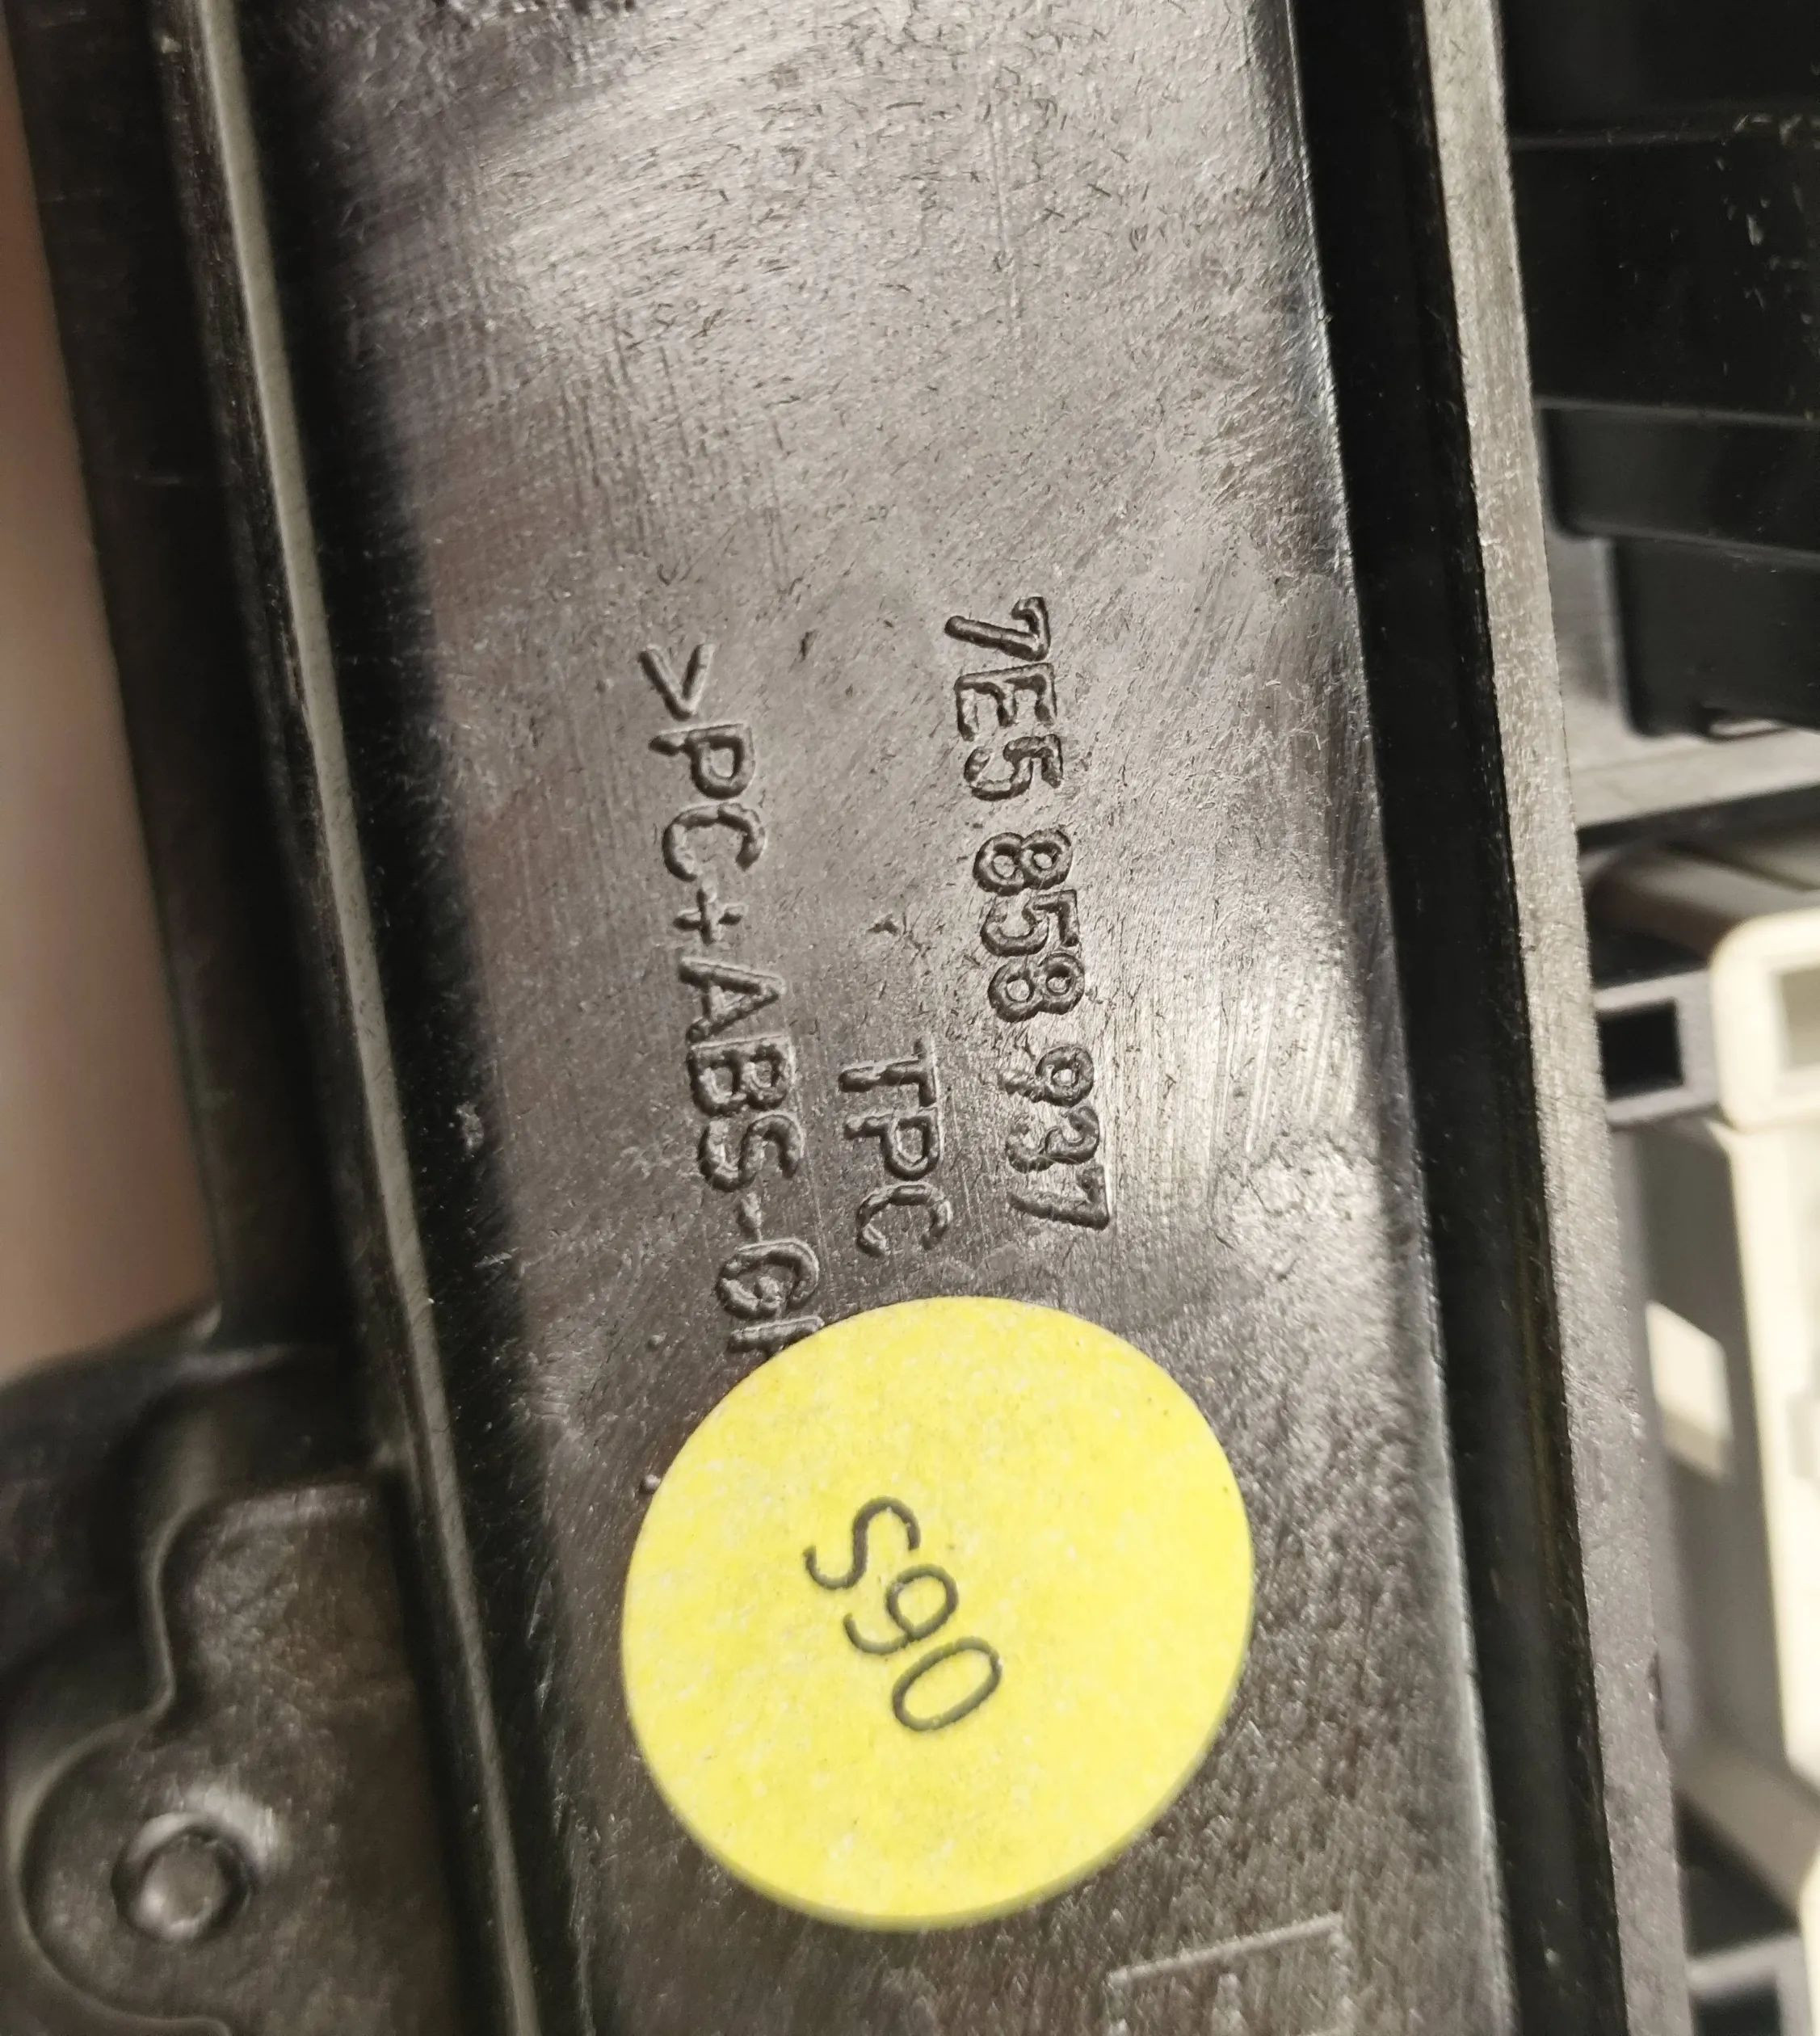 7E5 858 937
TPC
>PC+ABS-
S90